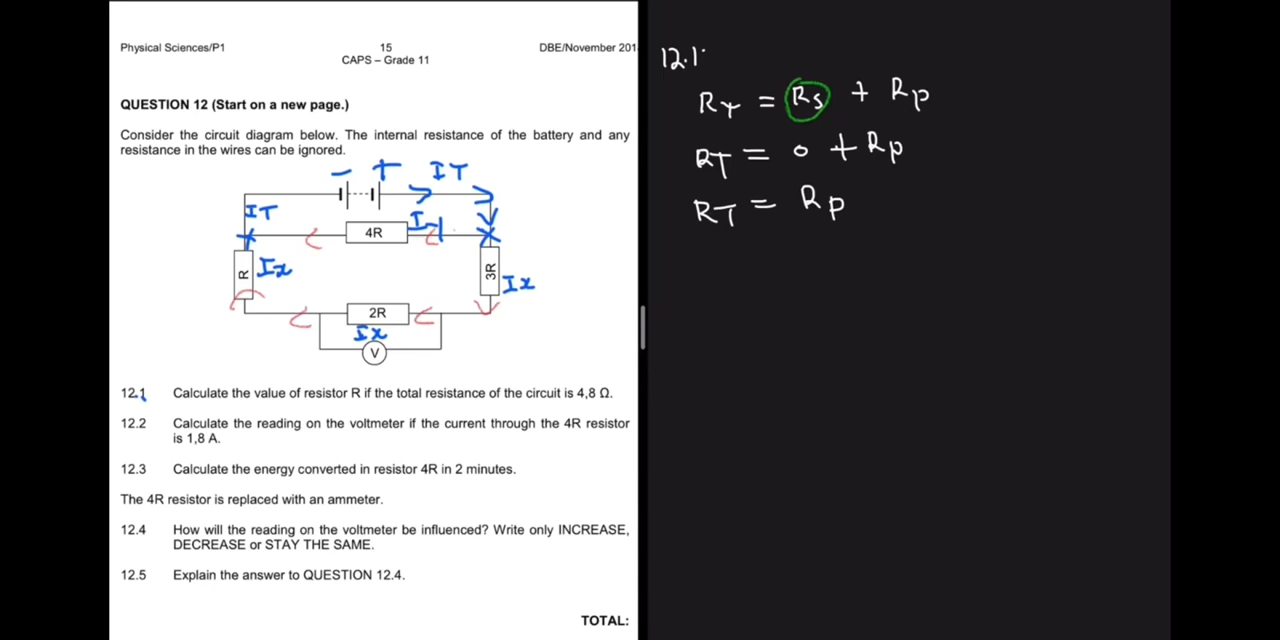 Physical Sciences/P1 15 DBE/November 201
CAPS – Grade 11
QUESTION 12 (Start on a new page.)
Consider the circuit diagram below. The internal resistance of the battery and any
resistance in the wires can be ignored.
− + IT
IT I-1
4R
R Ix 3R
Ix
2R
Ix
V
12.1 Calculate the value of resistor R if the total resistance of the circuit is 4,8 Ω.
12.2 Calculate the reading on the voltmeter if the current through the 4R resistor
is 1,8 A.
12.3 Calculate the energy converted in resistor 4R in 2 minutes.
The 4R resistor is replaced with an ammeter.
12.4 How will the reading on the voltmeter be influenced? Write only INCREASE,
DECREASE or STAY THE SAME.
12.5 Explain the answer to QUESTION 12.4.
TOTAL:
12.1
RT = RS + RP
RT = 0 + RP
RT = RP